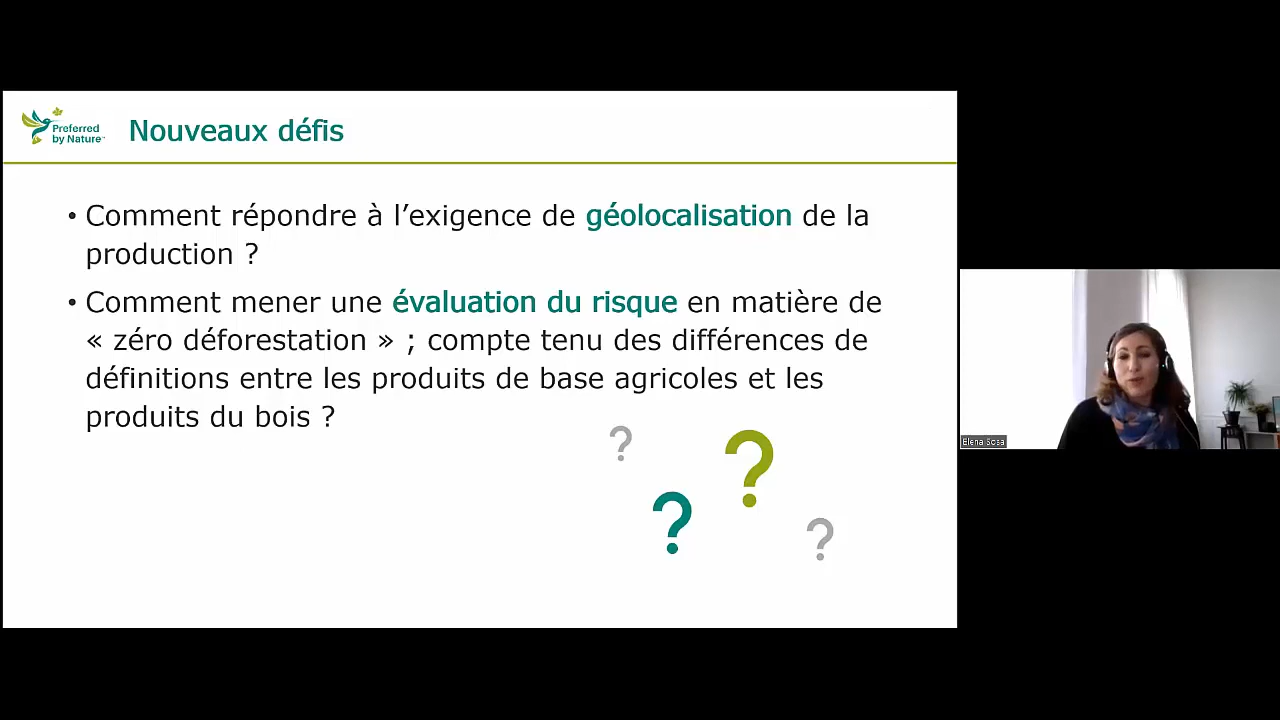 Preferred
by Nature™
Nouveaux défis
• Comment répondre à l’exigence de géolocalisation de la
production ?
• Comment mener une évaluation du risque en matière de
« zéro déforestation » ; compte tenu des différences de
définitions entre les produits de base agricoles et les
produits du bois ?
?
?
?
?
Elena Sosa